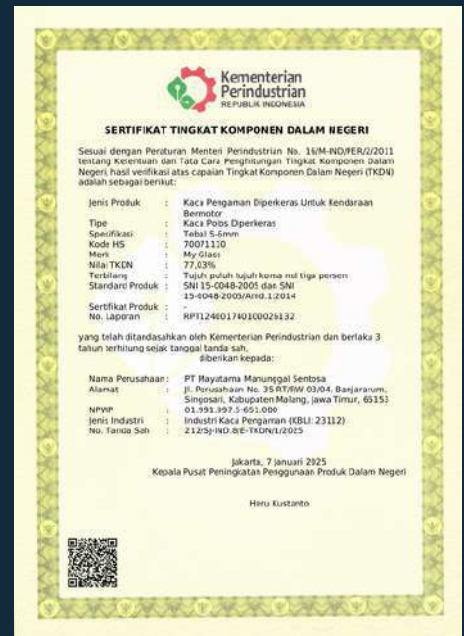 Kementerian
Perindustrian
REPUBLIK INDONESIA
SERTIFIKAT TINGKAT KOMPONEN DALAM NEGERI
Sesuai dengan Peraturan Menteri Perindustrian No. 16/M-IND/PER/2/2011
tentang Ketentuan dan Tata Cara Penghitungan Tingkat Komponen Dalam
Negeri, hasil verifikasi atas capaian Tingkat Komponen Dalam Negeri (TKDN)
adalah sebagai berikut:
Jenis Produk : Kaca Pengaman Diperkeras Untuk Kendaraan
Bermotor
Tipe : Kaca Polos Diperkeras
Spesifikasi : Tebal 5-6mm
Kode HS : 70071110
Merk : My Glass
Nilai TKDN : 77,03%
Terbilang : Tujuh puluh tujuh koma nol tiga persen
Standard Produk : SNI 15-0048-2005 dan SNI
15-0048-2005/Amd.1:2014
Sertifikat Produk : -
No. Laporan :
yang telah ditandasahkan oleh Kementerian Perindustrian dan berlaku 3
tahun terhitung sejak tanggal tanda sah,
diberikan kepada:
Nama Perusahaan : PT Mayatama Manunggal Sentosa
Alamat : Jl. Perusahaan No. 35 RT/RW 03/04, Banjararum,
Singosari, Kabupaten Malang, Jawa Timur, 65153
NPWP : 01.991.997.5-651.000
Jenis Industri : Industri Kaca Pengaman (KBLI: 23112)
No. Tanda Sah : 212/SJ-IND.8/E-TKDN/1/2025
Jakarta, 7 Januari 2025
Kepala Pusat Peningkatan Penggunaan Produk Dalam Negeri
Heru Kustanto